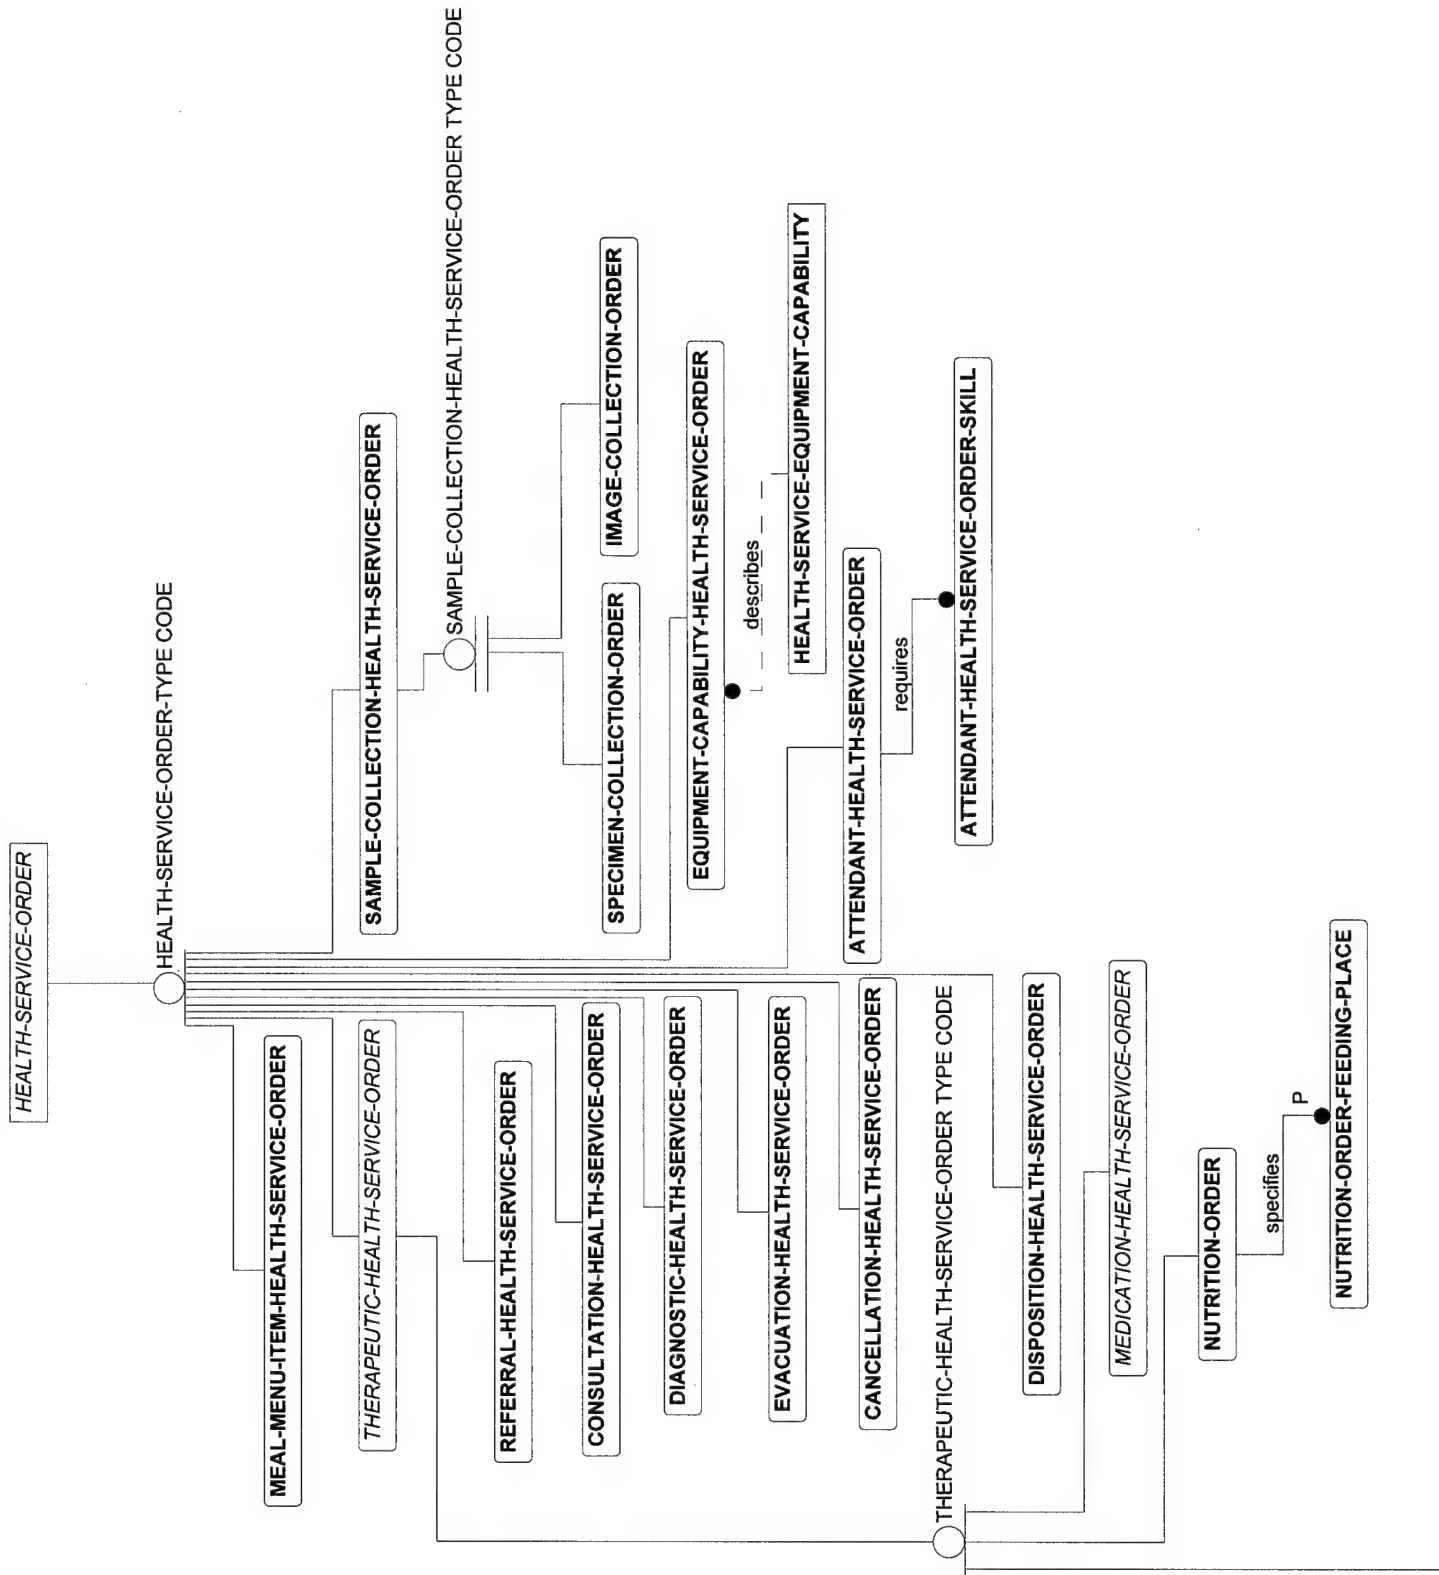 HEALTH-SERVICE-ORDER
HEALTH-SERVICE-ORDER-TYPE CODE
MEAL-MENU-ITEM-HEALTH-SERVICE-ORDER
THERAPEUTIC-HEALTH-SERVICE-ORDER
SAMPLE-COLLECTION-HEALTH-SERVICE-ORDER
SAMPLE-COLLECTION-HEALTH-SERVICE-ORDER TYPE CODE
REFERRAL-HEALTH-SERVICE-ORDER
CONSULTATION-HEALTH-SERVICE-ORDER
SPECIMEN-COLLECTION-ORDER
IMAGE-COLLECTION-ORDER
DIAGNOSTIC-HEALTH-SERVICE-ORDER
EQUIPMENT-CAPABILITY-HEALTH-SERVICE-ORDER
describes
EVACUATION-HEALTH-SERVICE-ORDER
HEALTH-SERVICE-EQUIPMENT-CAPABILITY
CANCELLATION-HEALTH-SERVICE-ORDER
ATTENDANT-HEALTH-SERVICE-ORDER
requires
THERAPEUTIC-HEALTH-SERVICE-ORDER TYPE CODE
ATTENDANT-HEALTH-SERVICE-ORDER-SKILL
DISPOSITION-HEALTH-SERVICE-ORDER
MEDICATION-HEALTH-SERVICE-ORDER
NUTRITION-ORDER
specifies
P
NUTRITION-ORDER-FEEDING-PLACE